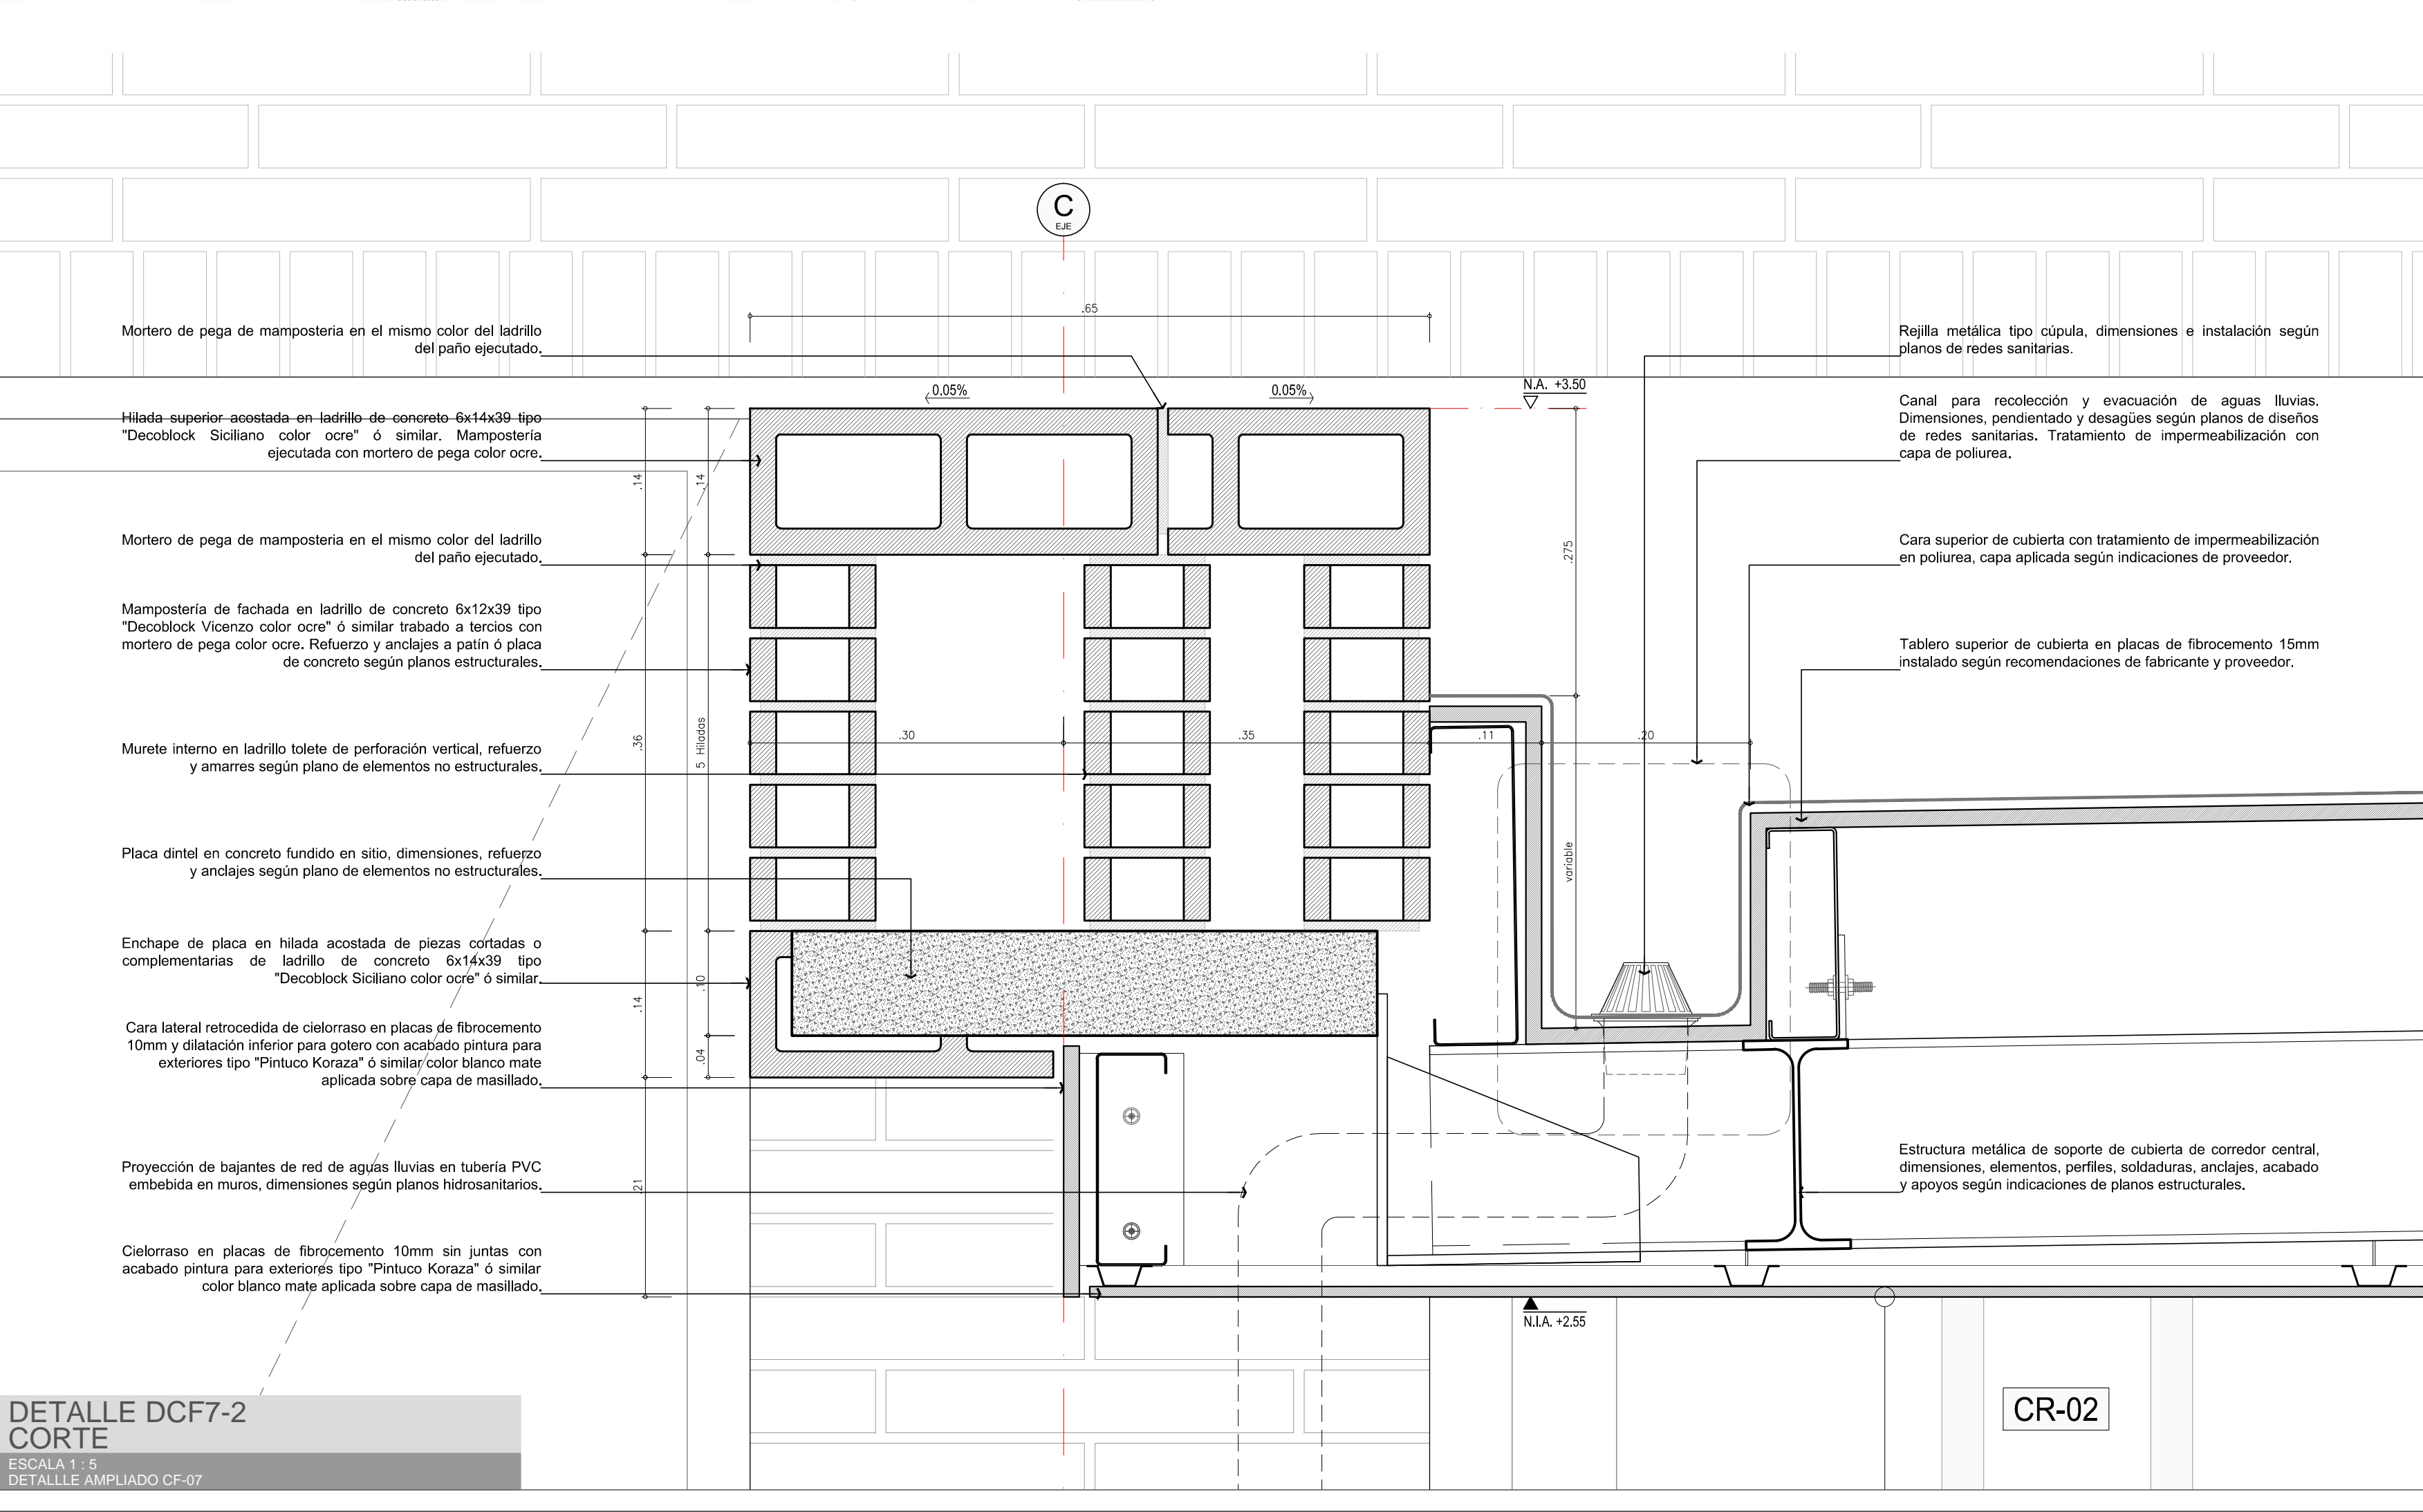 C
EJE
.65
Mortero de pega de mamposteria en el mismo color del ladrillo
del paño ejecutado.
Hilada superior acostada en ladrillo de concreto 6x14x39 tipo
"Decoblock Siciliano color ocre" ó similar. Mampostería
ejecutada con mortero de pega color ocre.
Mortero de pega de mamposteria en el mismo color del ladrillo
del paño ejecutado.
Mampostería de fachada en ladrillo de concreto 6x12x39 tipo
"Decoblock Vicenzo color ocre" ó similar trabado a tercios con
mortero de pega color ocre. Refuerzo y anclajes a patín ó placa
de concreto según planos estructurales.
Murete interno en ladrillo tolete de perforación vertical, refuerzo
y amarres según plano de elementos no estructurales.
Placa dintel en concreto fundido en sitio, dimensiones, refuerzo
y anclajes según plano de elementos no estructurales.
Enchape de placa en hilada acostada de piezas cortadas o
complementarias de ladrillo de concreto 6x14x39 tipo
"Decoblock Siciliano color ocre" ó similar.
Cara lateral retrocedida de cielorraso en placas de fibrocemento
10mm y dilatación inferior para gotero con acabado pintura para
exteriores tipo "Pintuco Koraza" ó similar color blanco mate
aplicada sobre capa de masillado.
Proyección de bajantes de red de aguas lluvias en tubería PVC
embebida en muros, dimensiones según planos hidrosanitarios.
Cielorraso en placas de fibrocemento 10mm sin juntas con
acabado pintura para exteriores tipo "Pintuco Koraza" ó similar
color blanco mate aplicada sobre capa de masillado.
.14
.36
.14
.21
.14
5 Hiladas
.10
.04
0,05%
0,05%
N.A. +3.50
.275
variable
.30
.35
.11
.20
N.I.A. +2.55
Rejilla metálica tipo cúpula, dimensiones e instalación según
planos de redes sanitarias.
Canal para recolección y evacuación de aguas lluvias.
Dimensiones, pendientado y desagües según planos de diseños
de redes sanitarias. Tratamiento de impermeabilización con
capa de poliurea.
Cara superior de cubierta con tratamiento de impermeabilización
en poliurea, capa aplicada según indicaciones de proveedor.
Tablero superior de cubierta en placas de fibrocemento 15mm
instalado según recomendaciones de fabricante y proveedor.
Estructura metálica de soporte de cubierta de corredor central,
dimensiones, elementos, perfiles, soldaduras, anclajes, acabado
y apoyos según indicaciones de planos estructurales.
CR-02
DETALLE DCF7-2
CORTE
ESCALA 1 : 5
DETALLLE AMPLIADO CF-07